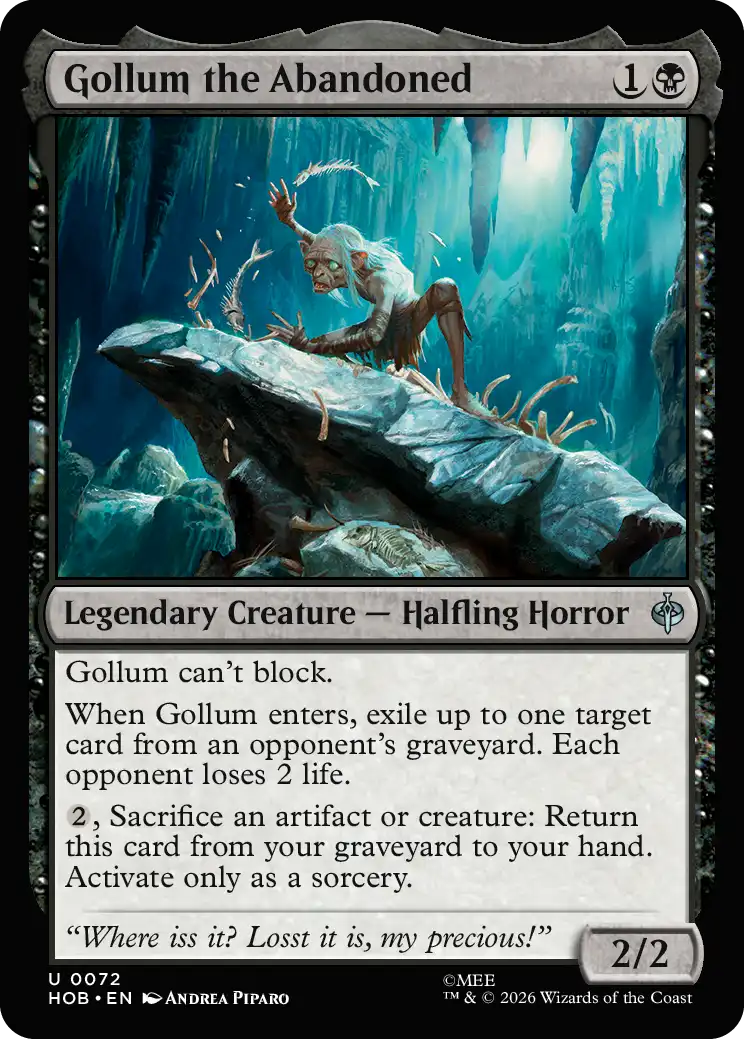 Gollum the Abandoned 1
Legendary Creature — Halfling Horror
Gollum can't block.
When Gollum enters, exile up to one target
card from an opponent's graveyard. Each
opponent loses 2 life.
2, Sacrifice an artifact or creature: Return
this card from your graveyard to your hand.
Activate only as a sorcery.
“Where iss it? Losst it is, my precious!”
2/2
U 0072
HOB • EN Andrea Piparo
©MEE
™ & © 2026 Wizards of the Coast